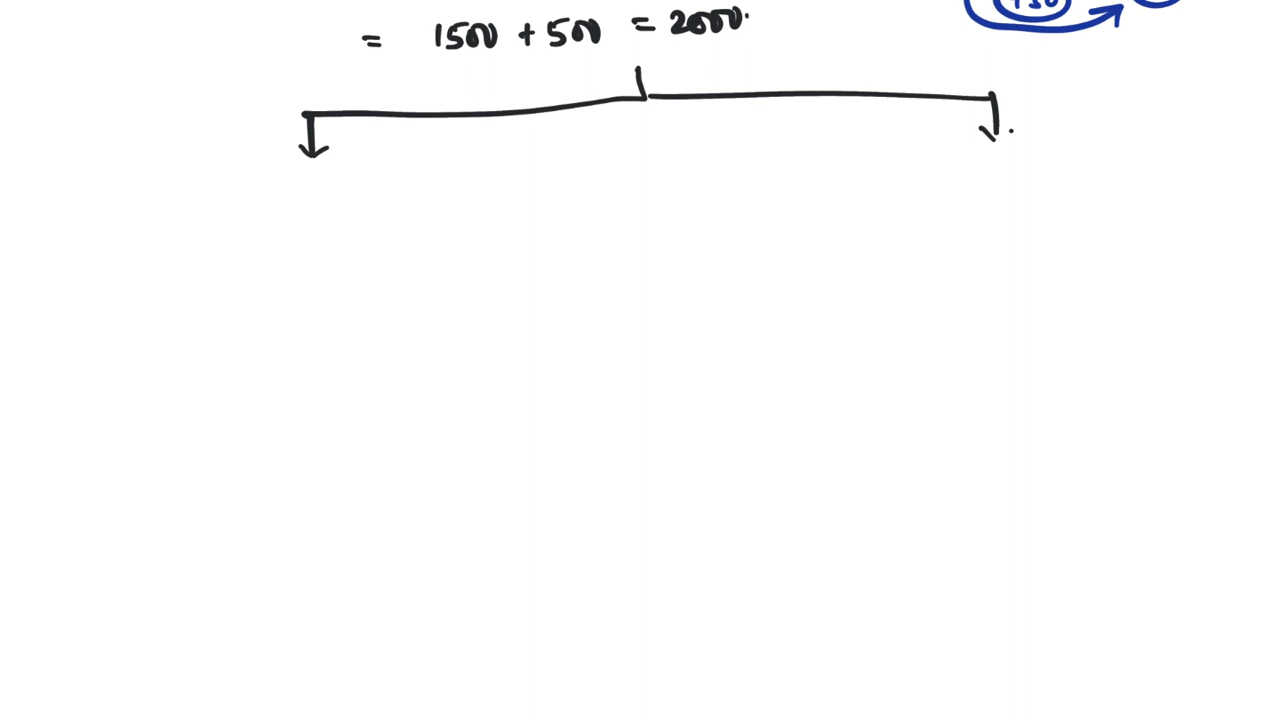 = 1500 + 500 = 2000.